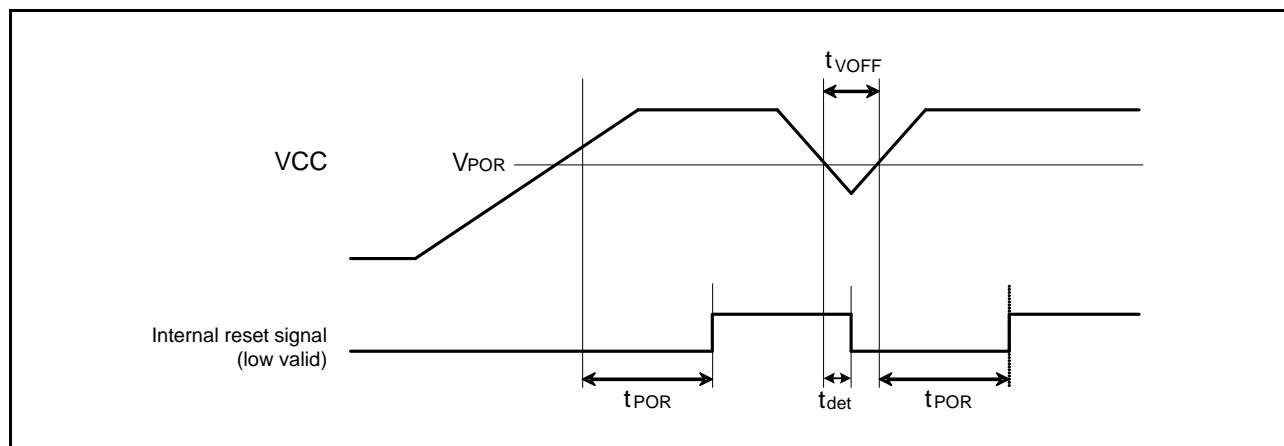 tVOFF
VCC
VPOR
Internal reset signal
(low valid)
tPOR
tdet
tPOR